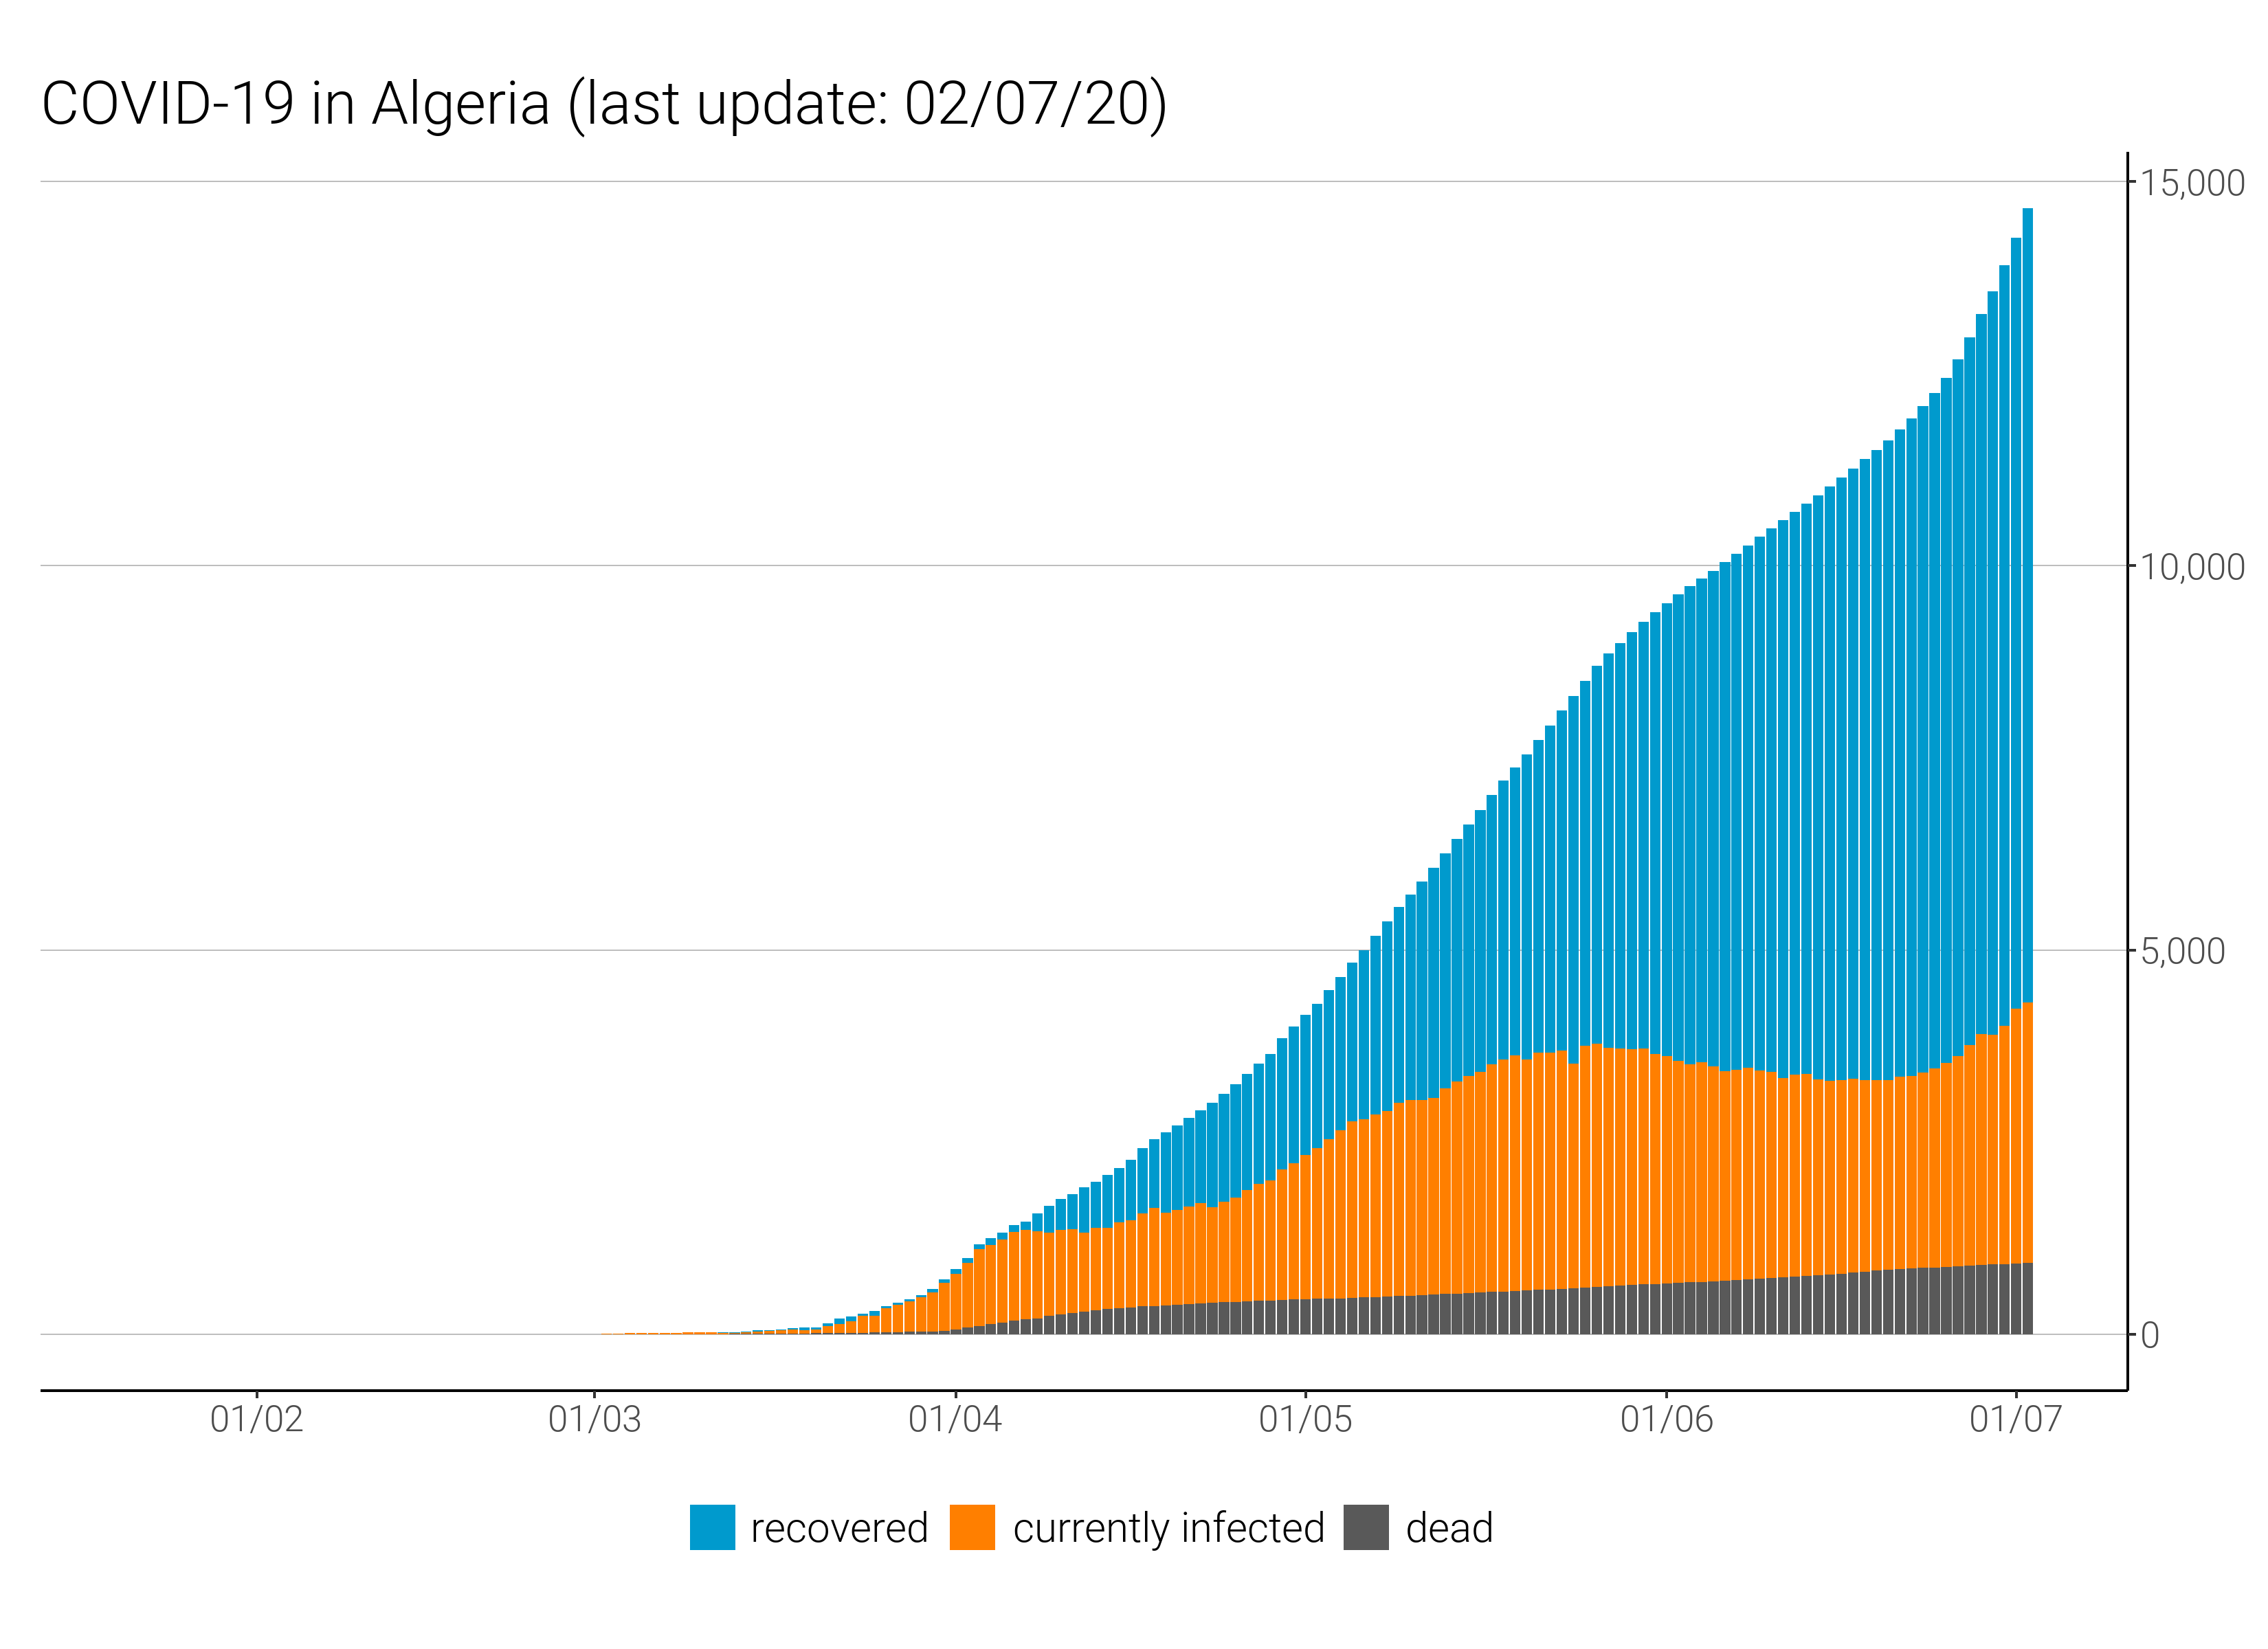 COVID-19 in Algeria (last update: 02/07/20)
15,000
10,000
5,000
0
01/02 01/03 01/04 01/05 01/06 01/07
recovered currently infected dead